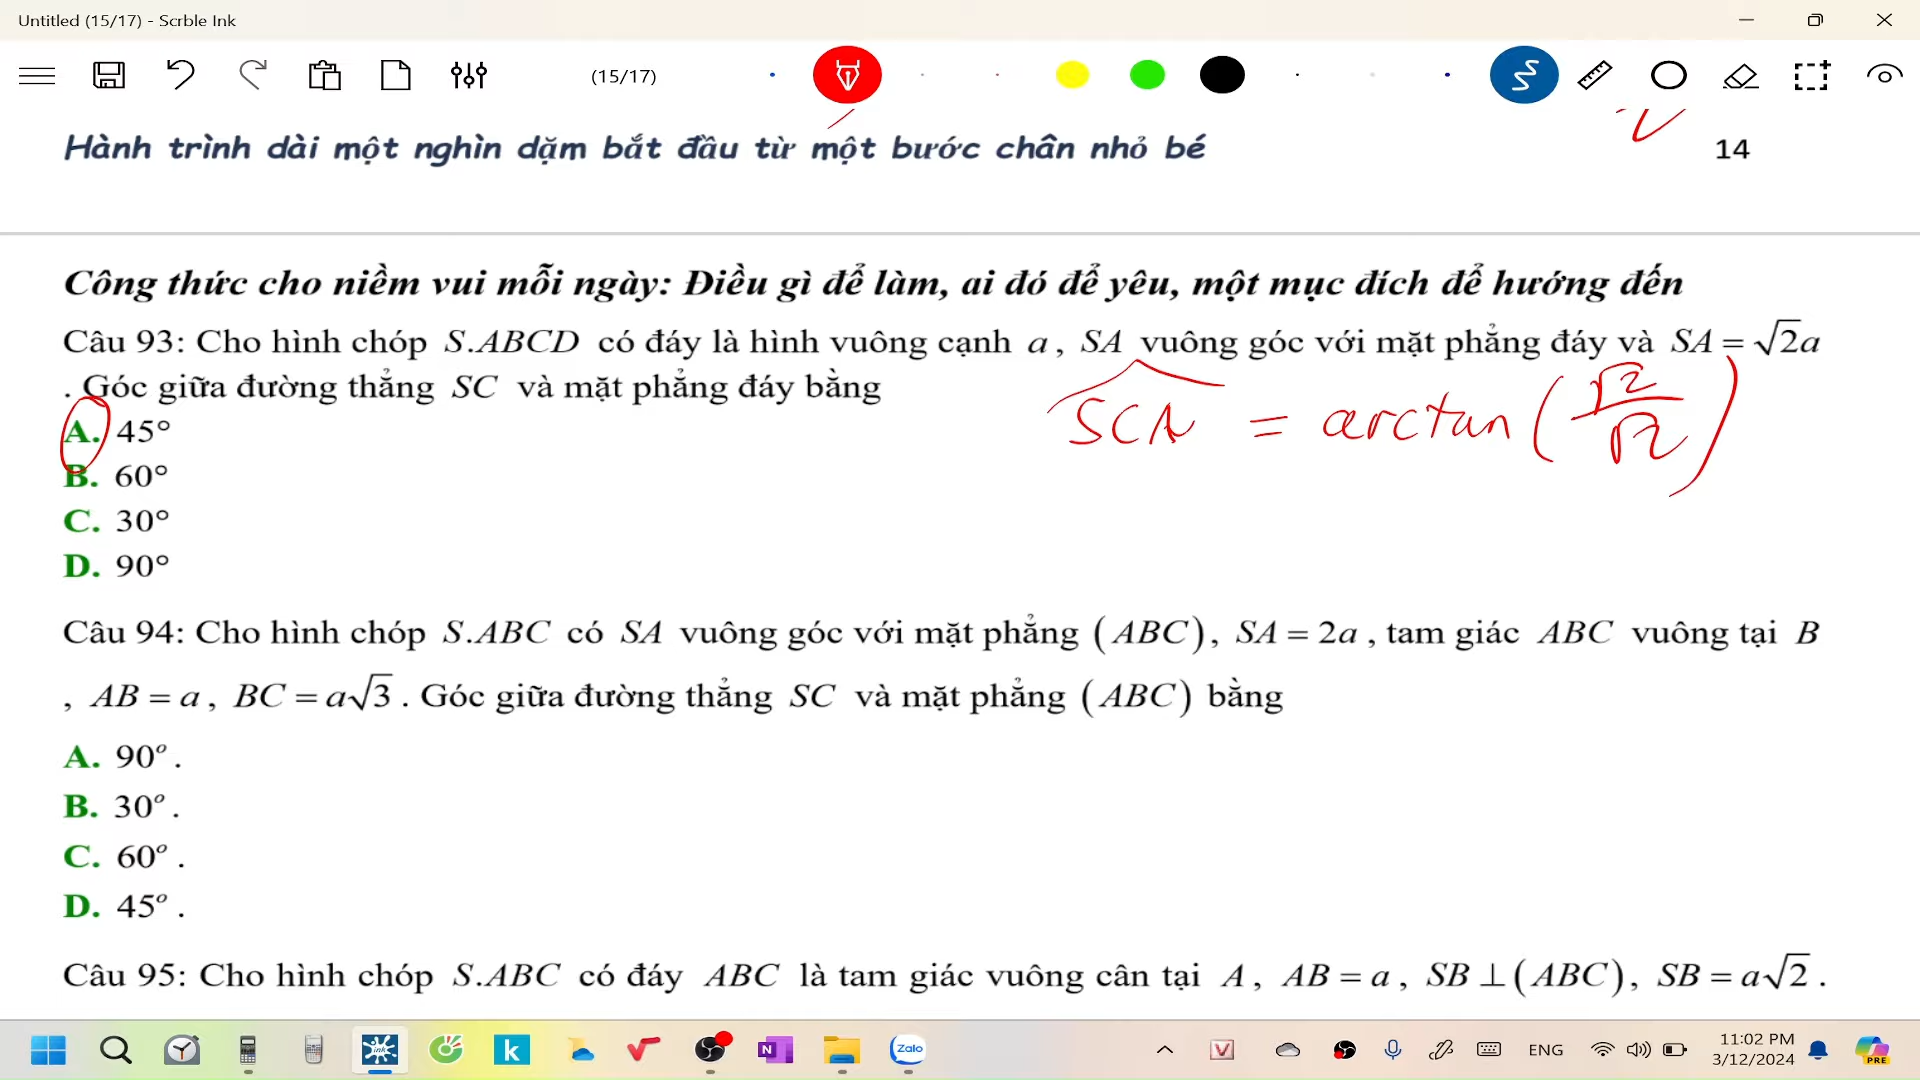 Untitled (15/17) - Scrble Ink
(15/17)
Hành trình dài một nghìn dặm bắt đầu từ một bước chân nhỏ bé
14
Công thức cho niềm vui mỗi ngày: Điều gì để làm, ai đó để yêu, một mục đích để hướng đến
Câu 93: Cho hình chóp S.ABCD có đáy là hình vuông cạnh a, SA vuông góc với mặt phẳng đáy và SA = √2a
. Góc giữa đường thẳng SC và mặt phẳng đáy bằng
SCA = arctan(√2/√2)
A. 45°
B. 60°
C. 30°
D. 90°
Câu 94: Cho hình chóp S.ABC có SA vuông góc với mặt phẳng (ABC), SA = 2a, tam giác ABC vuông tại B
, AB = a, BC = a√3. Góc giữa đường thẳng SC và mặt phẳng (ABC) bằng
A. 90°.
B. 30°.
C. 60°.
D. 45°.
Câu 95: Cho hình chóp S.ABC có đáy ABC là tam giác vuông cân tại A, AB = a, SB ⊥ (ABC), SB = a√2.
ink
k
N
Zalo
V
ENG
11:02 PM
3/12/2024
PRE